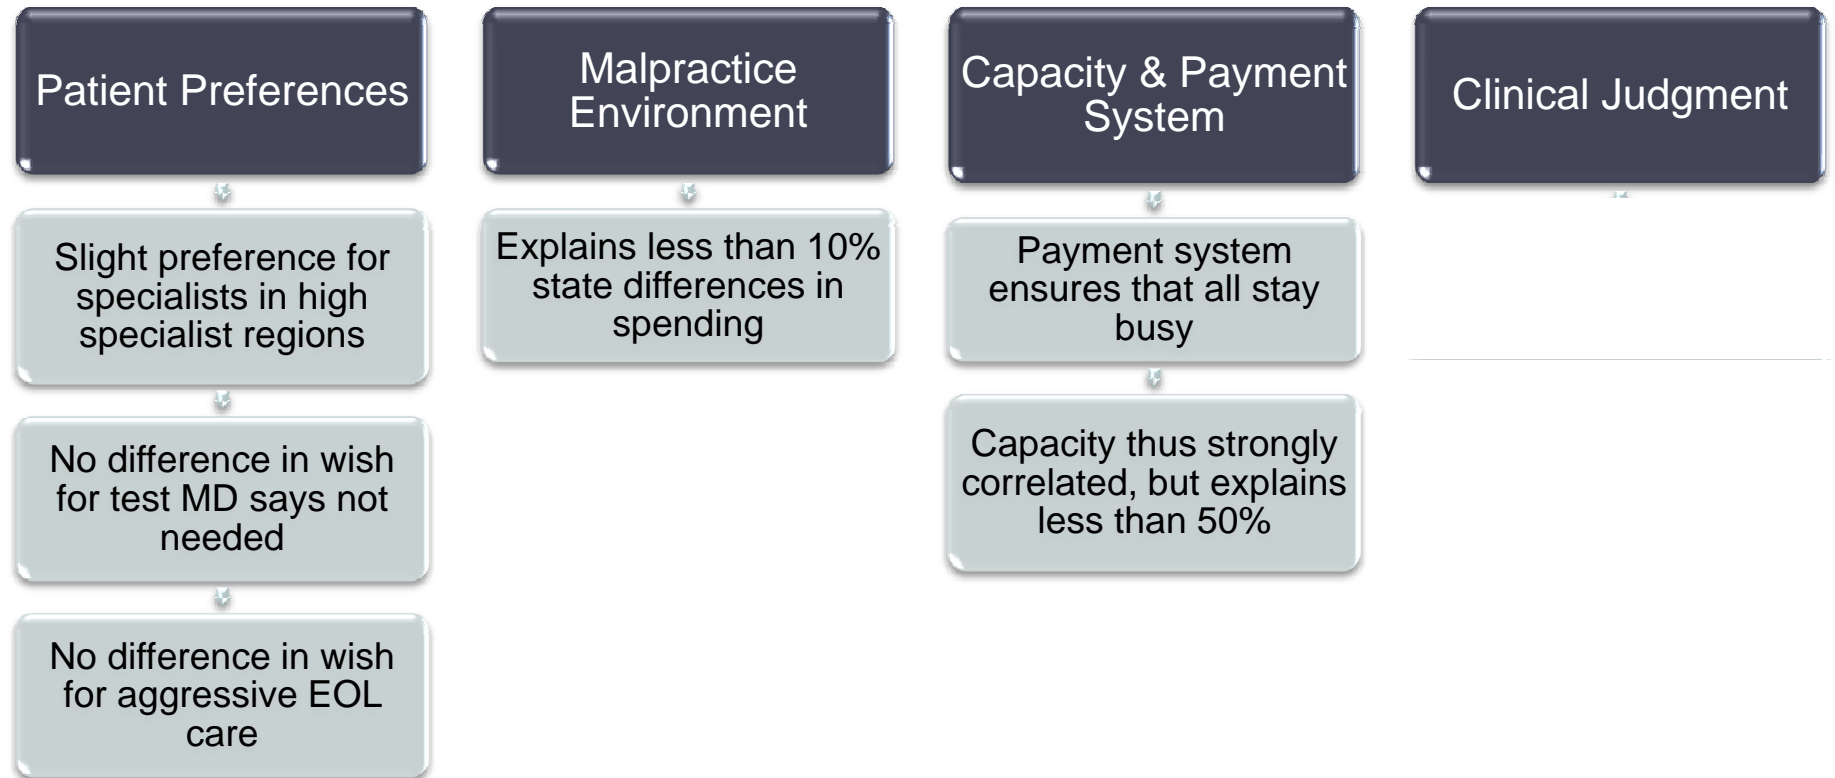 Patient Preferences
Slight preference for
specialists in high
specialist regions
No difference in wish
for test MD says not
needed
No difference in wish
for aggressive EOL
care
Malpractice
Environment
Explains less than 10%
state differences in
spending
Capacity & Payment
System
Payment system
ensures that all stay
busy
Capacity thus strongly
correlated, but explains
less than 50%
Clinical Judgment